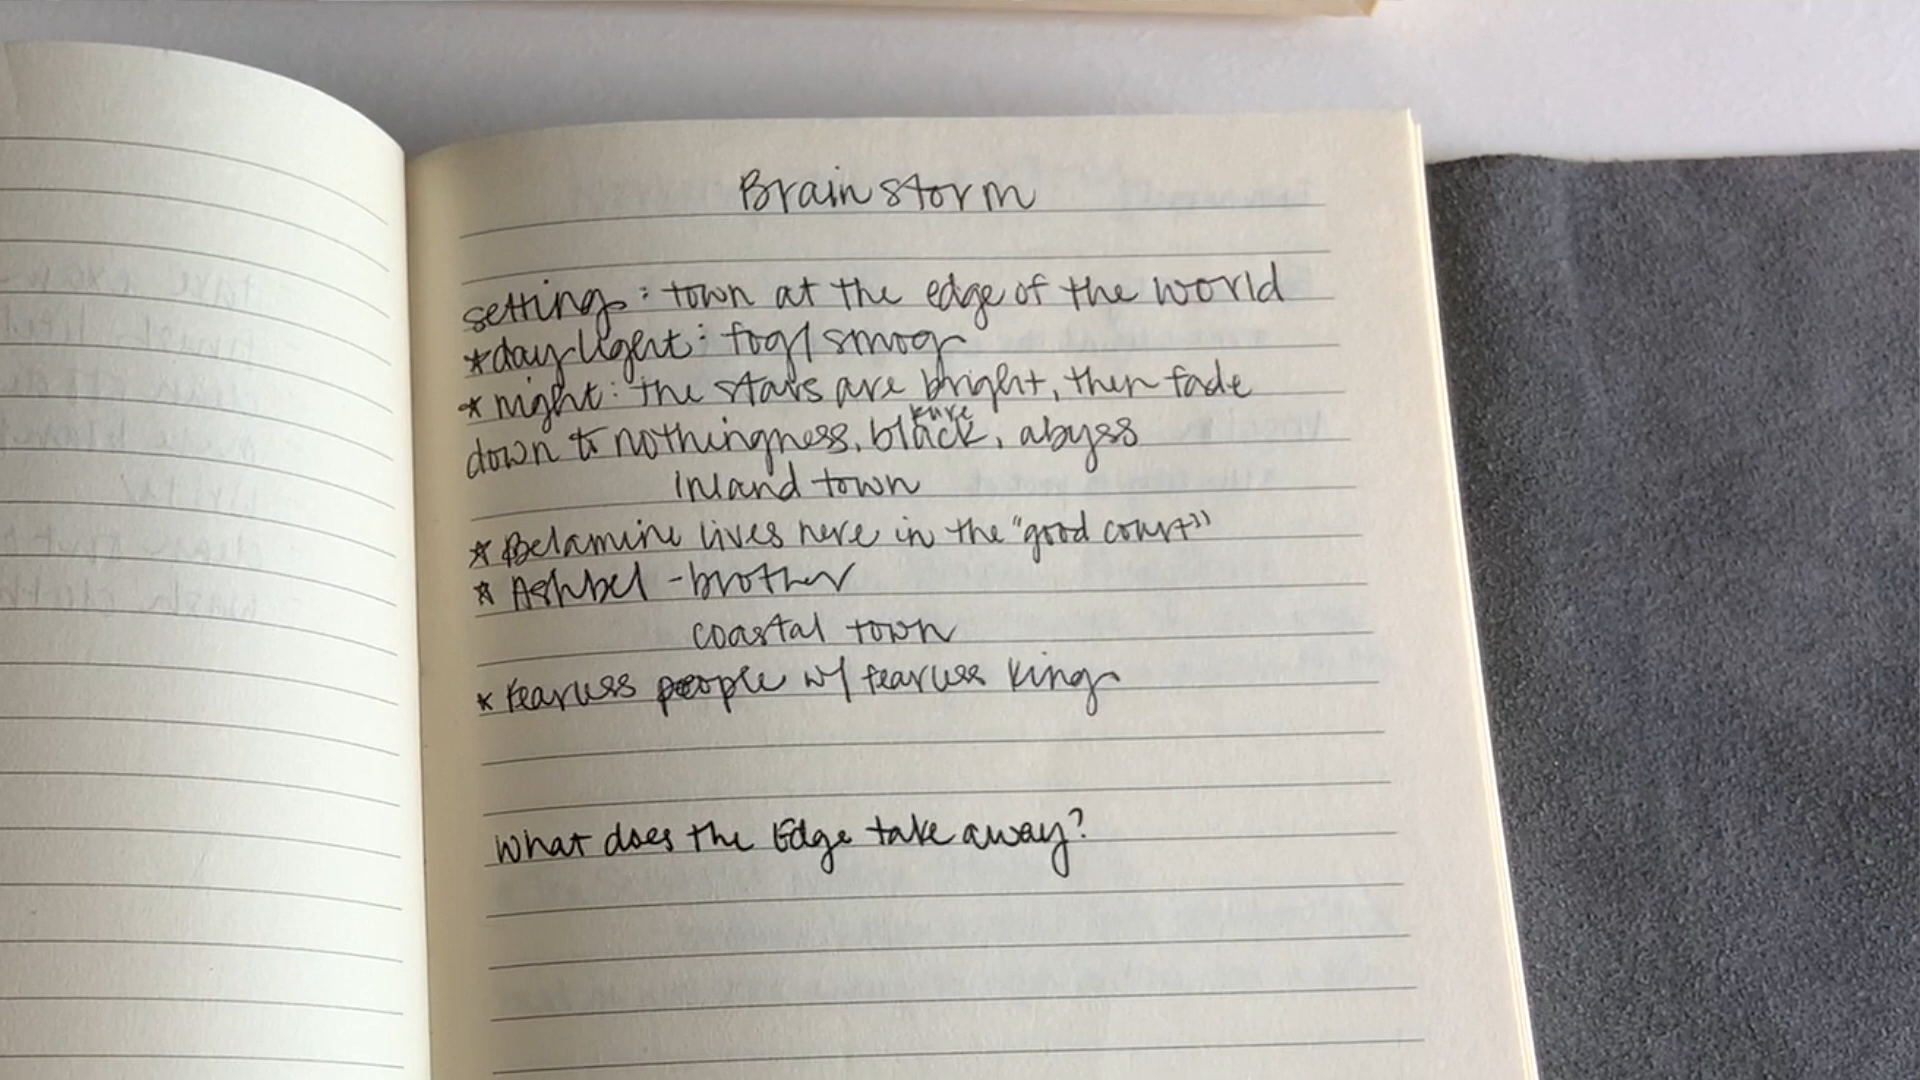 Brainstorm
setting: town at the edge of the world
*daylight: fog/smog
* night: the stars are bright, then fade
pure
down to nothingness, black, abyss
inland town
* Belamine lives here in the "good court"
* Ashbel - brother
coastal town
* fearless people w/ fearless king
What does the Edge take away?